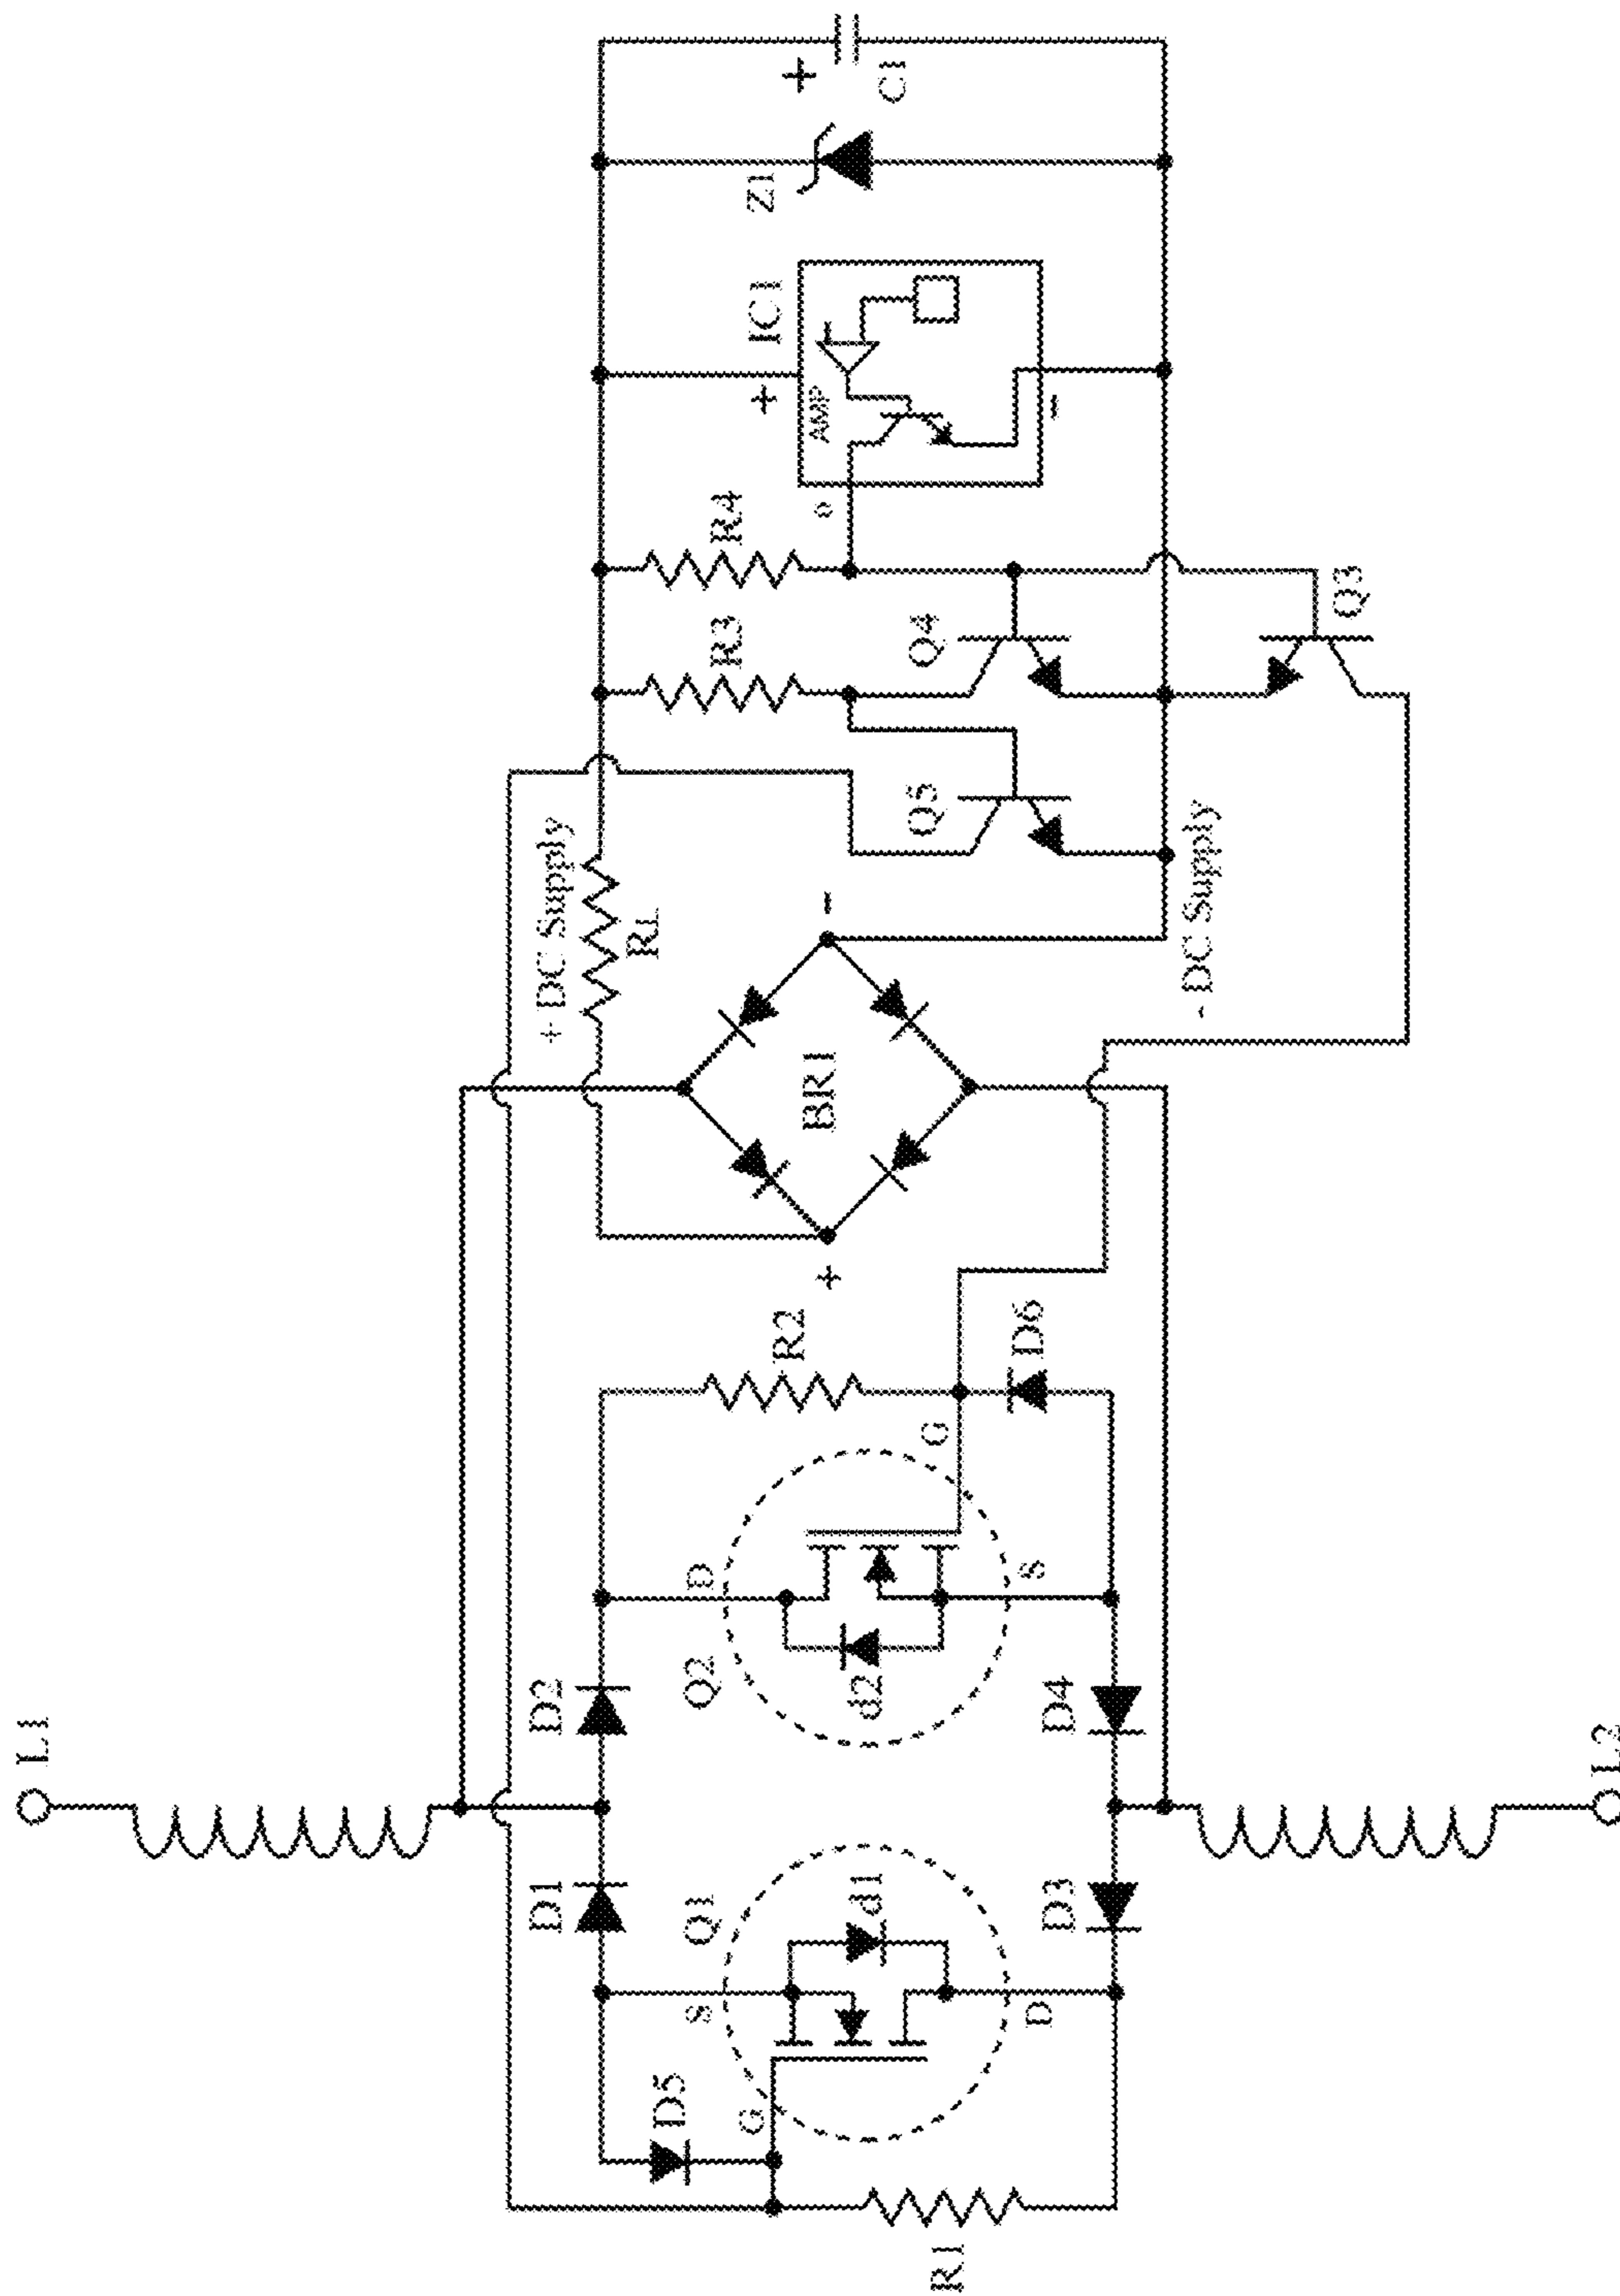 L1
L2
D1
D2
D3
D4
D5
D6
Q1
d1
S
D
G
R1
Q2
d2
D
S
G
R2
+
BR1
-
+ DC Supply
RL
- DC Supply
Q5
R3
R4
Q4
Q3
o
IC1
+
AMP
-
-
Z1
+
C1